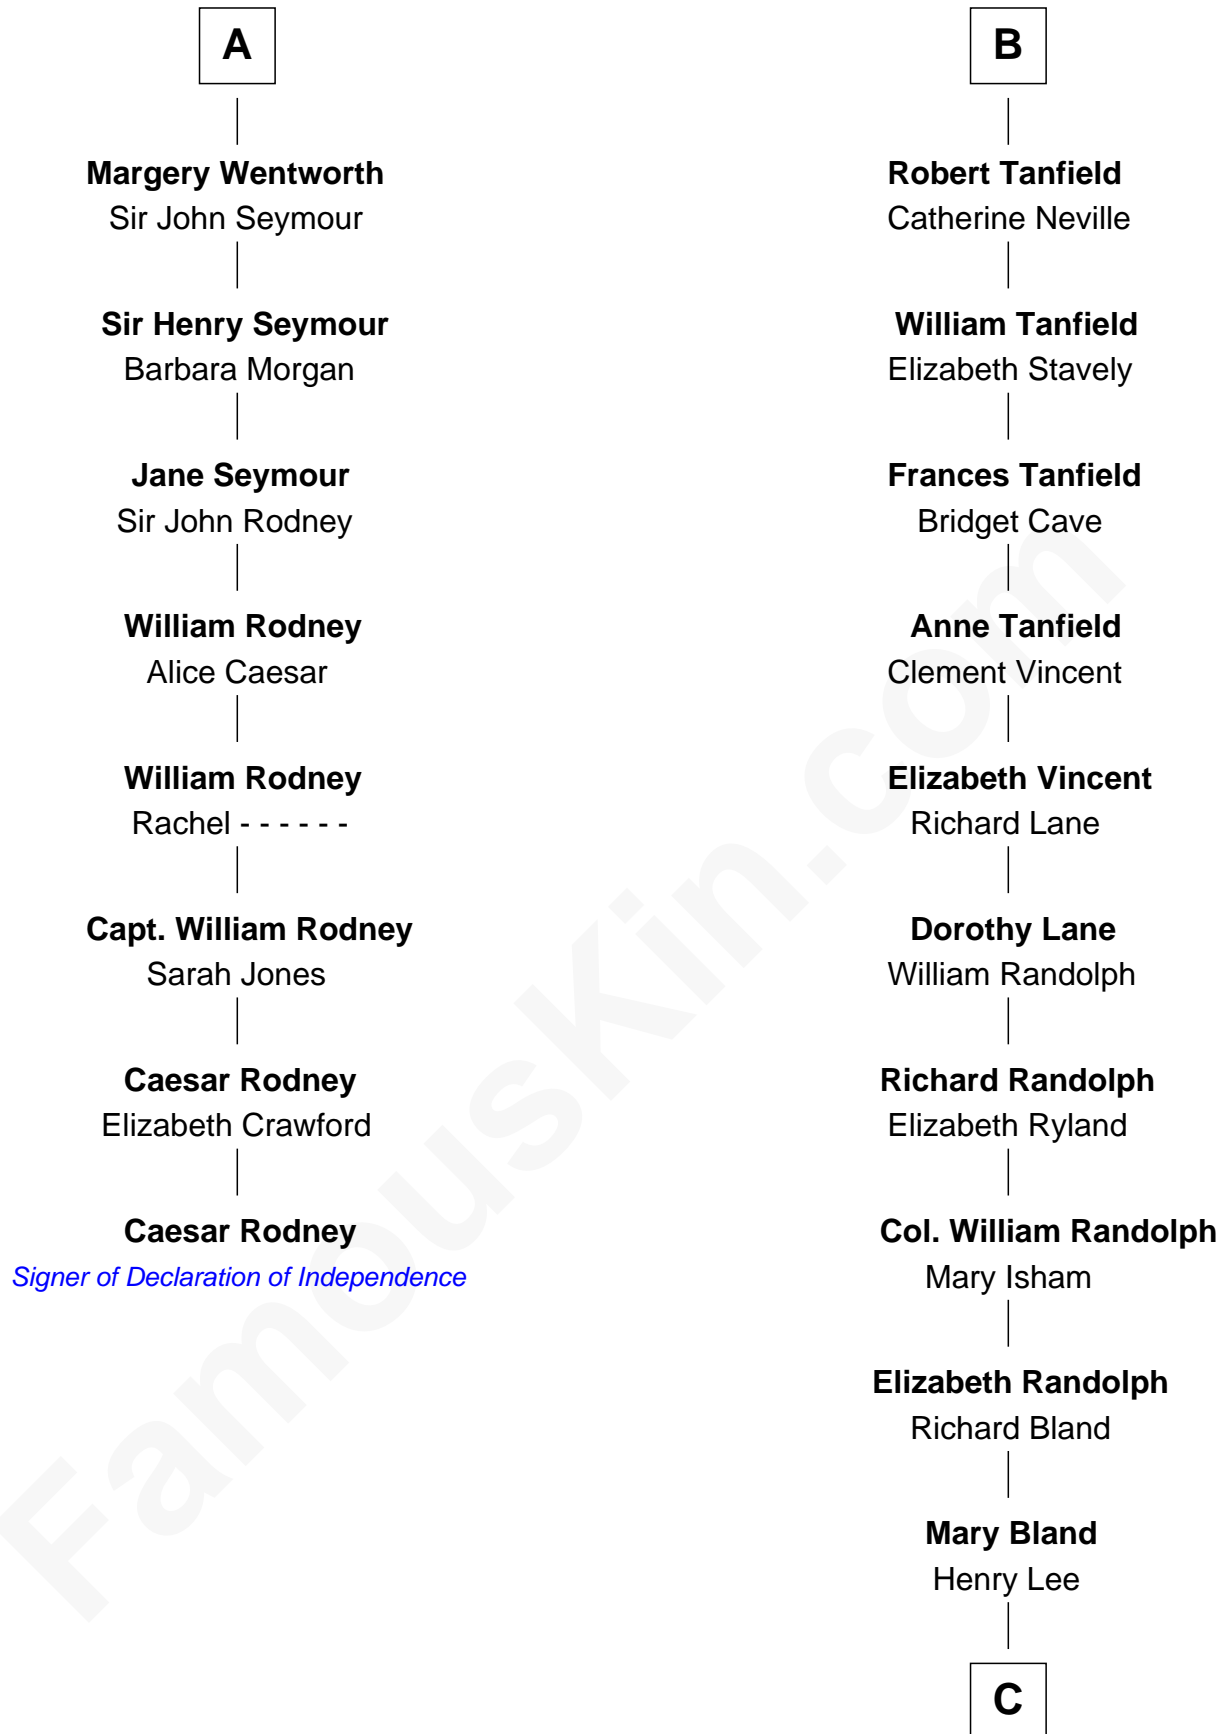 A
Margery Wentworth
Sir John Seymour
Sir Henry Seymour
Barbara Morgan
Jane Seymour
Sir John Rodney
William Rodney
Alice Caesar
William Rodney
Rachel - - - - - -
Capt. William Rodney
Sarah Jones
Caesar Rodney
Elizabeth Crawford
Caesar Rodney
Signer of Declaration of Independence
B
Robert Tanfield
Catherine Neville
William Tanfield
Elizabeth Stavely
Frances Tanfield
Bridget Cave
Anne Tanfield
Clement Vincent
Elizabeth Vincent
Richard Lane
Dorothy Lane
William Randolph
Richard Randolph
Elizabeth Ryland
Col. William Randolph
Mary Isham
Elizabeth Randolph
Richard Bland
Mary Bland
Henry Lee
C
FamousKin.com